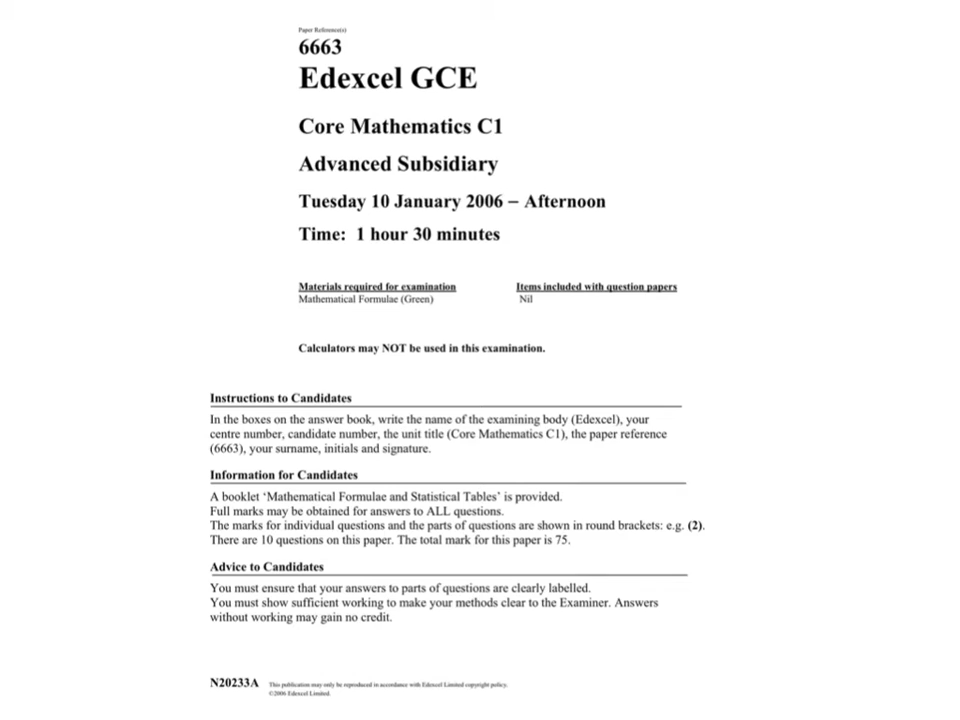 Paper Reference(s)
6663
Edexcel GCE
Core Mathematics C1
Advanced Subsidiary
Tuesday 10 January 2006 – Afternoon
Time: 1 hour 30 minutes
Materials required for examination Items included with question papers
Mathematical Formulae (Green) Nil
Calculators may NOT be used in this examination.
Instructions to Candidates
In the boxes on the answer book, write the name of the examining body (Edexcel), your
centre number, candidate number, the unit title (Core Mathematics C1), the paper reference
(6663), your surname, initials and signature.
Information for Candidates
A booklet ‘Mathematical Formulae and Statistical Tables’ is provided.
Full marks may be obtained for answers to ALL questions.
The marks for individual questions and the parts of questions are shown in round brackets: e.g. (2).
There are 10 questions on this paper. The total mark for this paper is 75.
Advice to Candidates
You must ensure that your answers to parts of questions are clearly labelled.
You must show sufficient working to make your methods clear to the Examiner. Answers
without working may gain no credit.
N20233A This publication may only be reproduced in accordance with Edexcel Limited copyright policy.
©2006 Edexcel Limited.